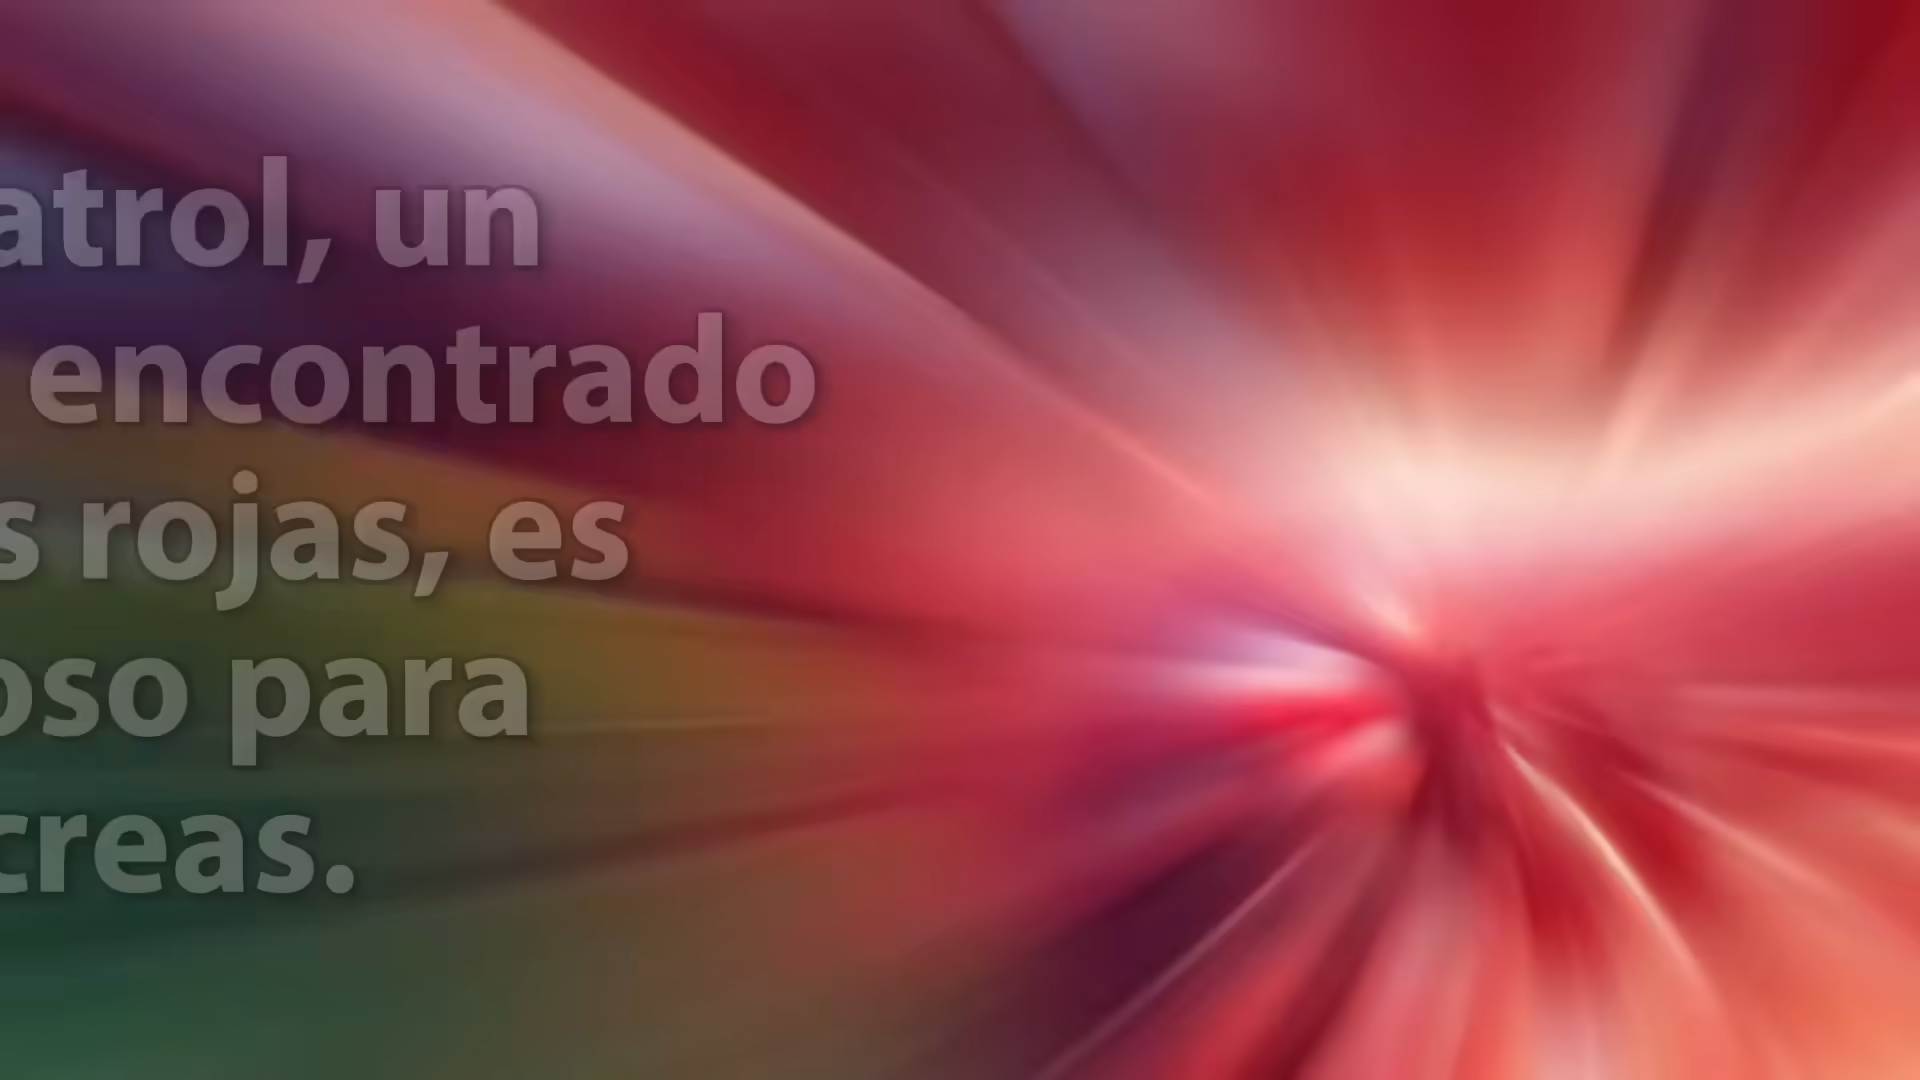 atrol, un
encontrado
s rojas, es
oso para
creas.